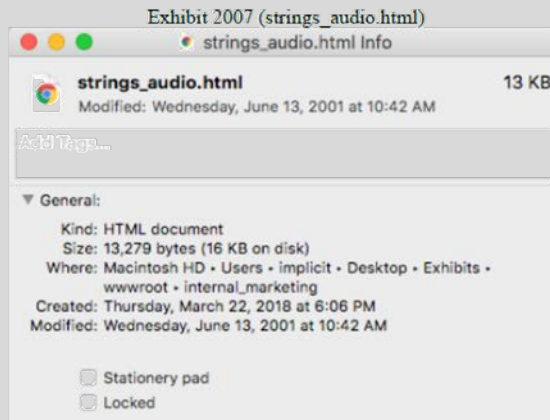 Exhibit 2007 (strings_audio.html)
strings_audio.html Info
strings_audio.html 13 KB
Modified: Wednesday, June 13, 2001 at 10:42 AM
Add Tags...
▼ General:
Kind: HTML document
Size: 13,279 bytes (16 KB on disk)
Where: Macintosh HD • Users • implicit • Desktop • Exhibits •
wwwroot • internal_marketing
Created: Thursday, March 22, 2018 at 6:06 PM
Modified: Wednesday, June 13, 2001 at 10:42 AM
Stationery pad
Locked